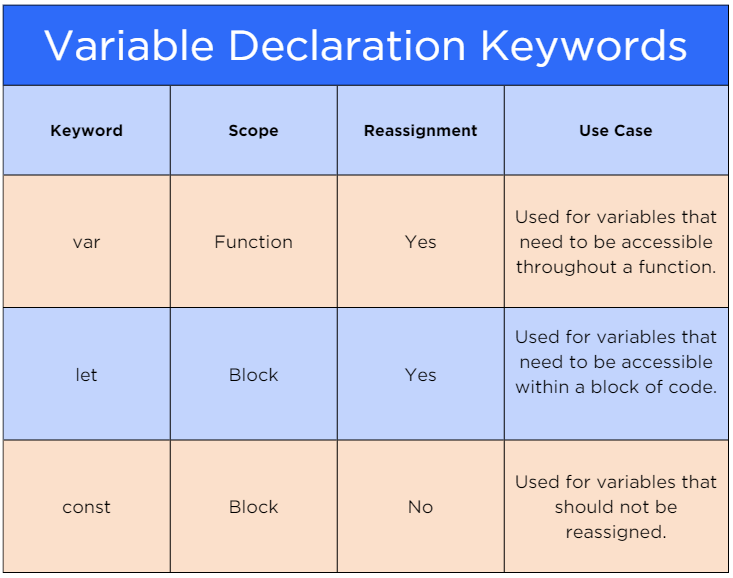 Variable Declaration Keywords
Keyword Scope Reassignment Use Case
var Function Yes Used for variables that
need to be accessible
throughout a function.
let Block Yes Used for variables that
need to be accessible
within a block of code.
const Block No Used for variables that
should not be
reassigned.